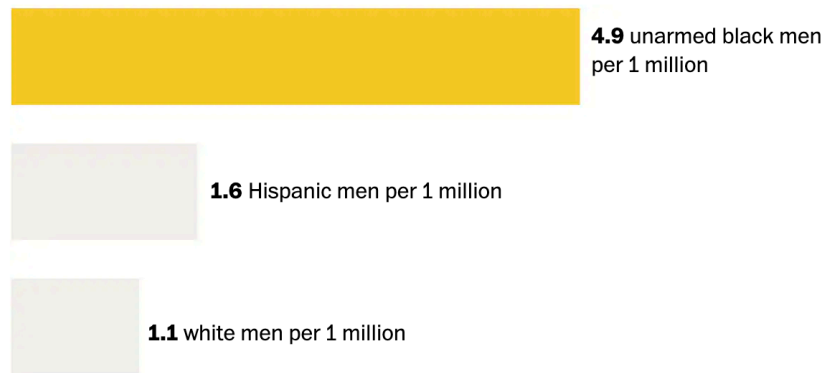 4.9 unarmed black men
per 1 million
1.6 Hispanic men per 1 million
1.1 white men per 1 million